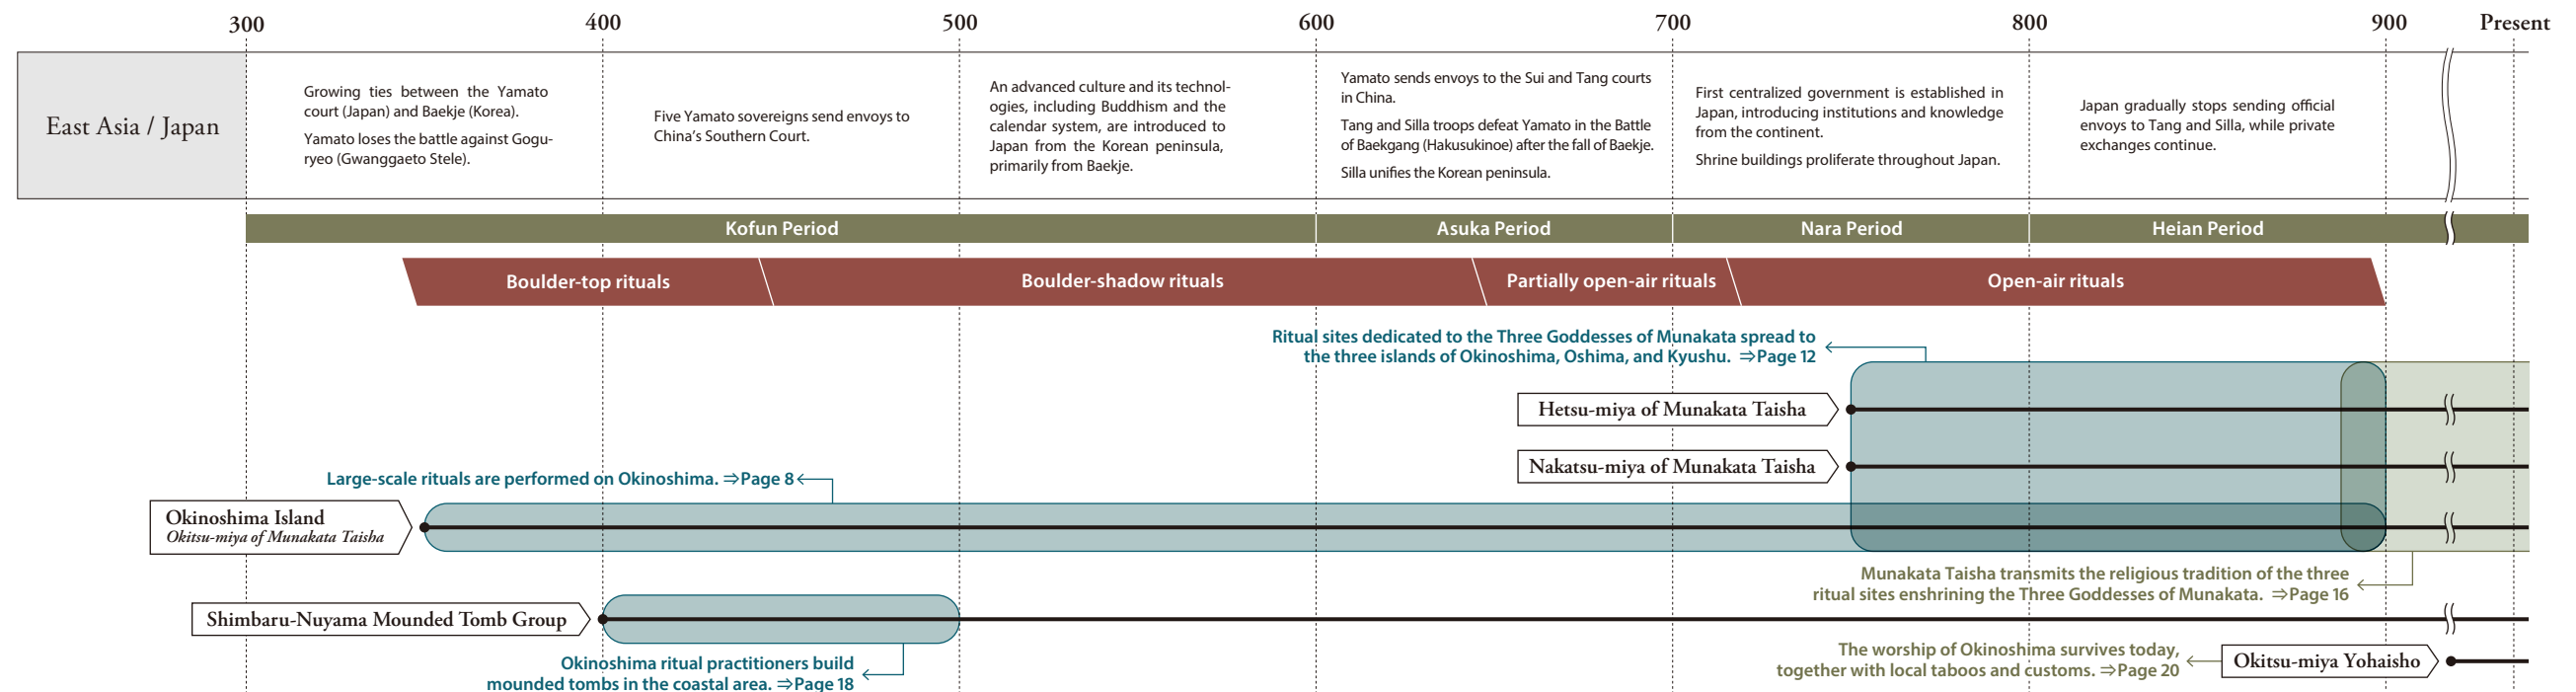 300 400 500 600 700 800 900 Present
East Asia / Japan
Growing ties between the Yamato
court (Japan) and Baekje (Korea).
Yamato loses the battle against Gogu-
ryeo (Gwanggaeto Stele).
Five Yamato sovereigns send envoys to
China's Southern Court.
An advanced culture and its technol-
ogies, including Buddhism and the
calendar system, are introduced to
Japan from the Korean peninsula,
primarily from Baekje.
Yamato sends envoys to the Sui and Tang courts
in China.
Tang and Silla troops defeat Yamato in the Battle
of Baekgang (Hakusukinoe) after the fall of Baekje.
Silla unifies the Korean peninsula.
First centralized government is established in
Japan, introducing institutions and knowledge
from the continent.
Shrine buildings proliferate throughout Japan.
Japan gradually stops sending official
envoys to Tang and Silla, while private
exchanges continue.
Kofun Period Asuka Period Nara Period Heian Period
Boulder-top rituals Boulder-shadow rituals Partially open-air rituals Open-air rituals
Ritual sites dedicated to the Three Goddesses of Munakata spread to
the three islands of Okinoshima, Oshima, and Kyushu. ⇒Page 12
Hetsu-miya of Munakata Taisha
Nakatsu-miya of Munakata Taisha
Large-scale rituals are performed on Okinoshima. ⇒Page 8
Okinoshima Island
Okitsu-miya of Munakata Taisha
Munakata Taisha transmits the religious tradition of the three
ritual sites enshrining the Three Goddesses of Munakata. ⇒Page 16
Shimbaru-Nuyama Mounded Tomb Group
Okinoshima ritual practitioners build
mounded tombs in the coastal area. ⇒Page 18
The worship of Okinoshima survives today,
together with local taboos and customs. ⇒Page 20
Okitsu-miya Yohaisho